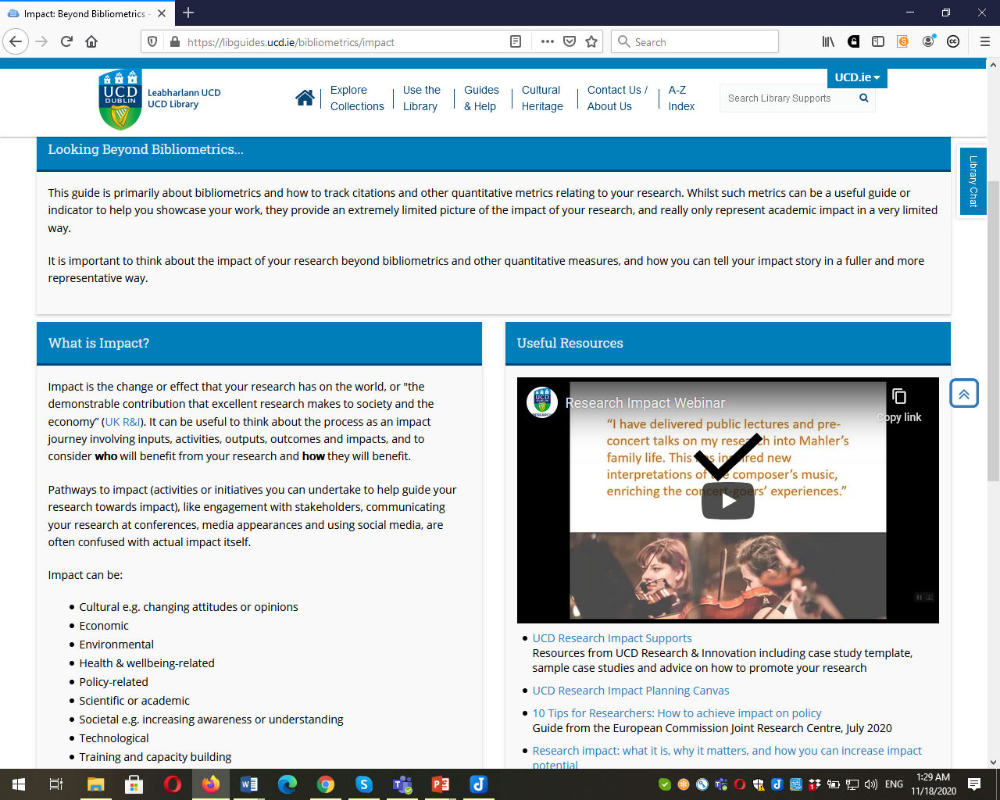 Impact: Beyond Bibliometrics -
https://libguides.ucd.ie/bibliometrics/impact
Search
UCD.ie
UCD
DUBLIN
Leabharlann UCD
UCD Library
Explore
Collections
Use the
Library
Guides
& Help
Cultural
Heritage
Contact Us /
About Us
A-Z
Index
Search Library Supports
Library Chat
Looking Beyond Bibliometrics...
This guide is primarily about bibliometrics and how to track citations and other quantitative metrics relating to your research. Whilst such metrics can be a useful guide or
indicator to help you showcase your work, they provide an extremely limited picture of the impact of your research, and really only represent academic impact in a very limited
way.
It is important to think about the impact of your research beyond bibliometrics and other quantitative measures, and how you can tell your impact story in a fuller and more
representative way.
What is Impact?
Impact is the change or effect that your research has on the world, or "the
demonstrable contribution that excellent research makes to society and the
economy” (UK R&I). It can be useful to think about the process as an impact
journey involving inputs, activities, outputs, outcomes and impacts, and to
consider who will benefit from your research and how they will benefit.
Pathways to impact (activities or initiatives you can undertake to help guide your
research towards impact), like engagement with stakeholders, communicating
your research at conferences, media appearances and using social media, are
often confused with actual impact itself.
Impact can be:
Cultural e.g. changing attitudes or opinions
Economic
Environmental
Health & wellbeing-related
Policy-related
Scientific or academic
Societal e.g. increasing awareness or understanding
Technological
Training and capacity building
Useful Resources
UCD
DUBLIN
RESEARCH
Research Impact Webinar
Copy link
“I have delivered public lectures and pre-
concert talks on my research into Mahler’s
family life. This has inspired new
interpretations of the composer’s music,
enriching the concert-goers’ experiences.”
UCD Research Impact Supports
Resources from UCD Research & Innovation including case study template,
sample case studies and advice on how to promote your research
UCD Research Impact Planning Canvas
10 Tips for Researchers: How to achieve impact on policy
Guide from the European Commission Joint Research Centre, July 2020
Research impact: what it is, why it matters, and how you can increase impact
potential
ENG
1:29 AM
11/18/2020